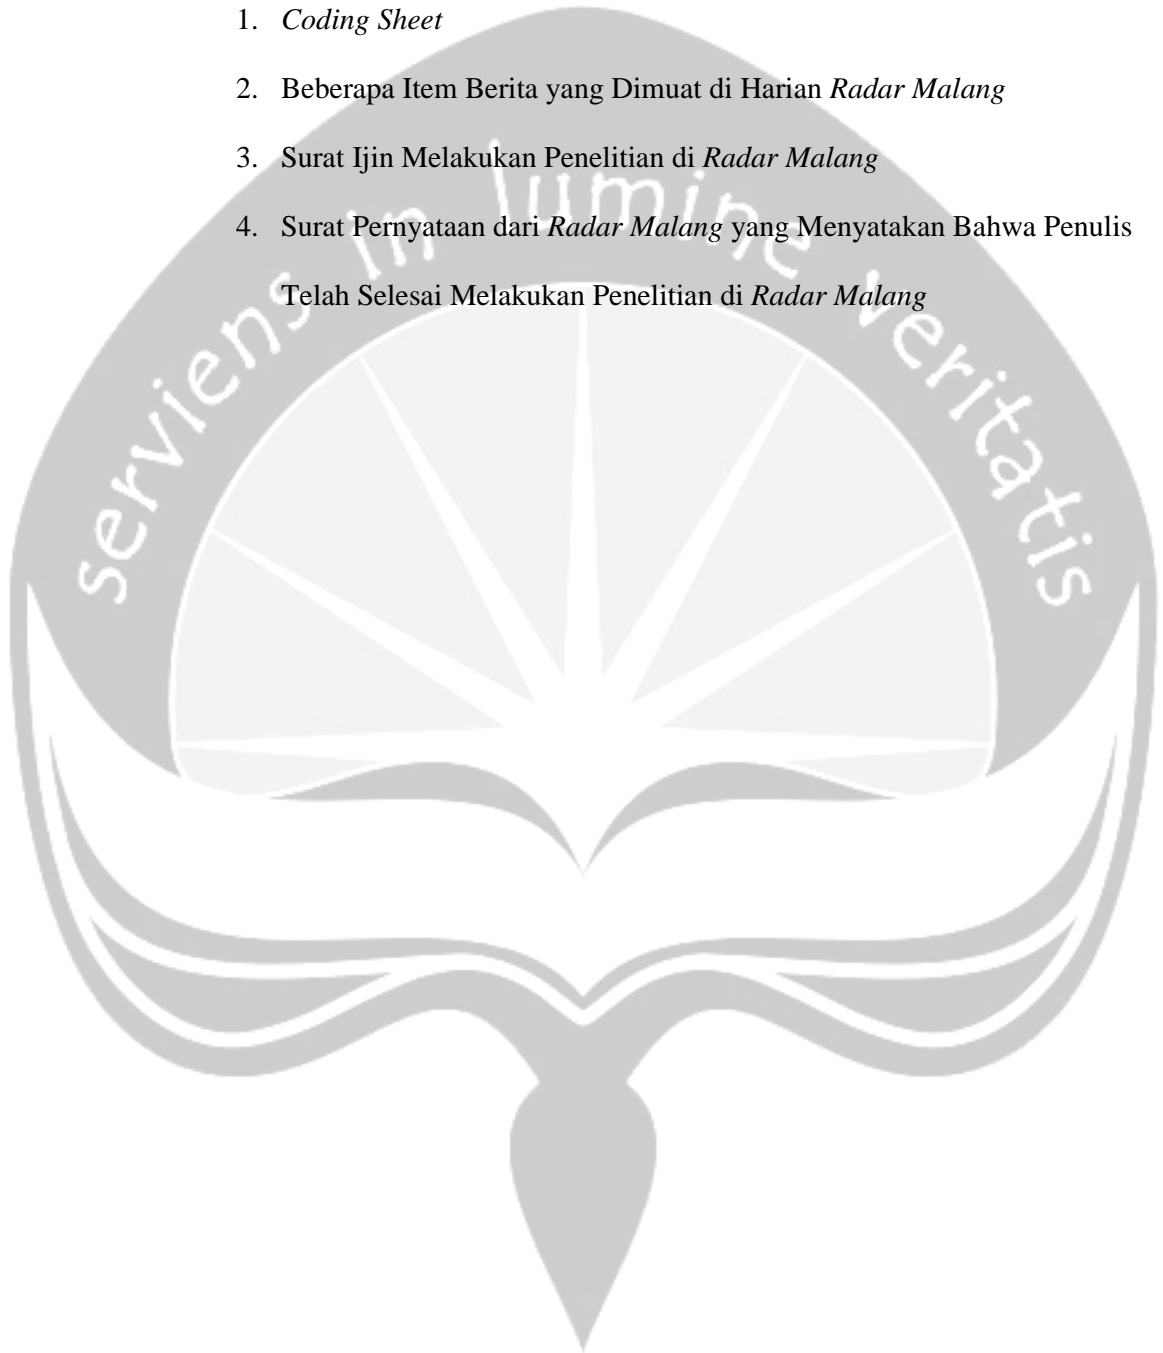 1. Coding Sheet
2. Beberapa Item Berita yang Dimuat di Harian Radar Malang
3. Surat Ijin Melakukan Penelitian di Radar Malang
4. Surat Pernyataan dari Radar Malang yang Menyatakan Bahwa Penulis
Telah Selesai Melakukan Penelitian di Radar Malang
serviens in lumine veritatis